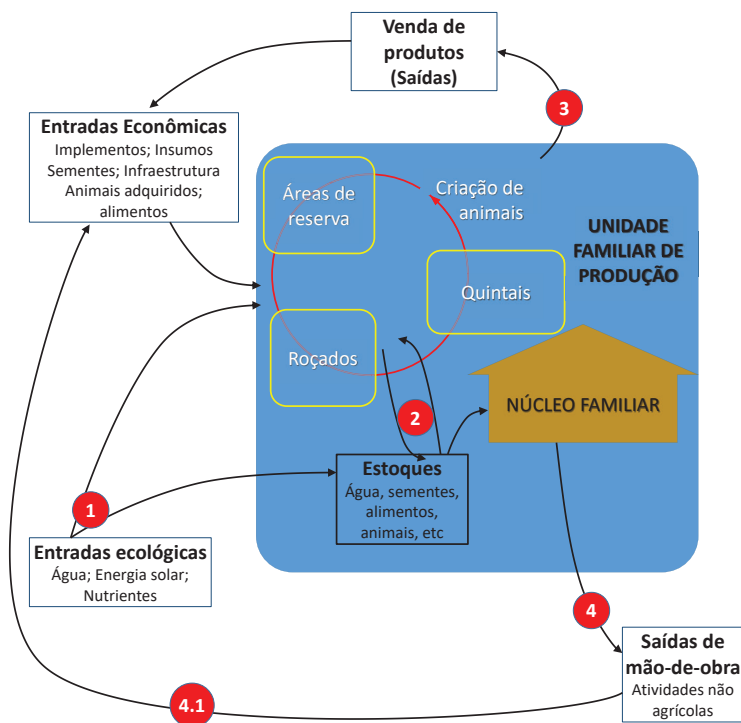 Venda de
produtos
(Saídas)
3
Entradas Econômicas
Implementos; Insumos
Sementes; Infraestrutura
Animais adquiridos;
alimentos
Áreas de
reserva
Criação de
animais
UNIDADE
FAMILIAR DE
PRODUÇÃO
Quintais
Roçados
NÚCLEO FAMILIAR
2
Estoques
Água, sementes,
alimentos,
animais, etc
1
Entradas ecológicas
Água; Energia solar;
Nutrientes
4
Saídas de
mão-de-obra
Atividades não
agrícolas
4.1